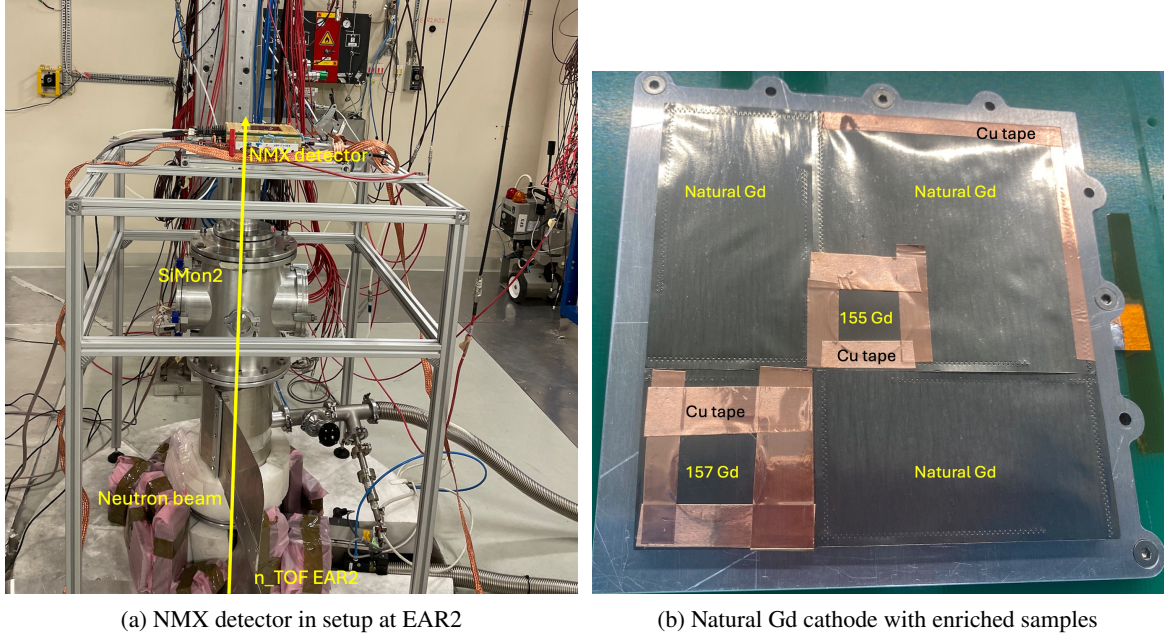 NMX detector
SiMon2
Neutron beam
n_TOF EAR2
(a) NMX detector in setup at EAR2
Cu tape
Natural Gd
Natural Gd
155 Gd
Cu tape
Cu tape
157 Gd
Natural Gd
(b) Natural Gd cathode with enriched samples